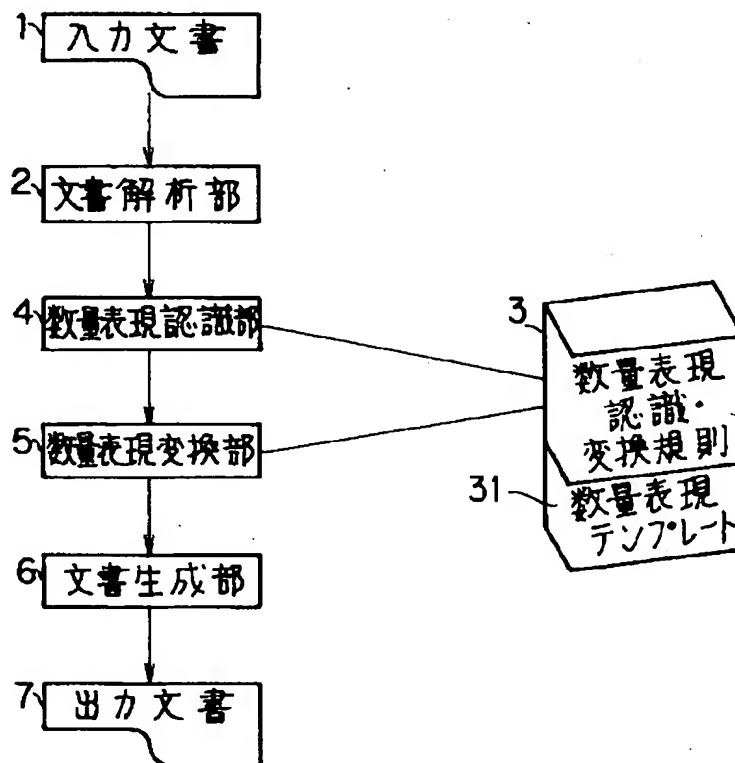 1 入力文書
2 文書解析部
4 数量表現認識部
5 数量表現変換部
6 文書生成部
7 出力文書
3
数量表現
認識・
変換規則
31 数量表現
テンプレート